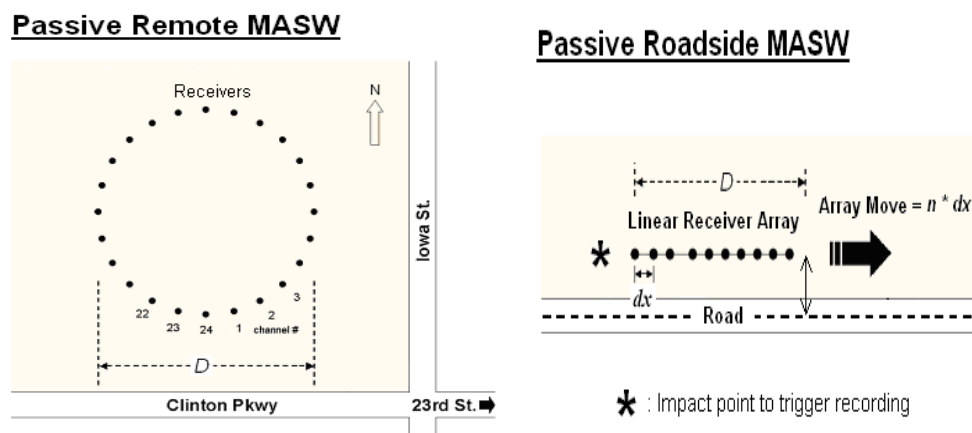 Passive Remote MASW
Receivers
N
Iowa St.
3
22
2
23
24
1
channel #
D
Clinton Pkwy
23rd St.
Passive Roadside MASW
D
Array Move = n * dx
Linear Receiver Array
*
dx
Road
* : Impact point to trigger recording